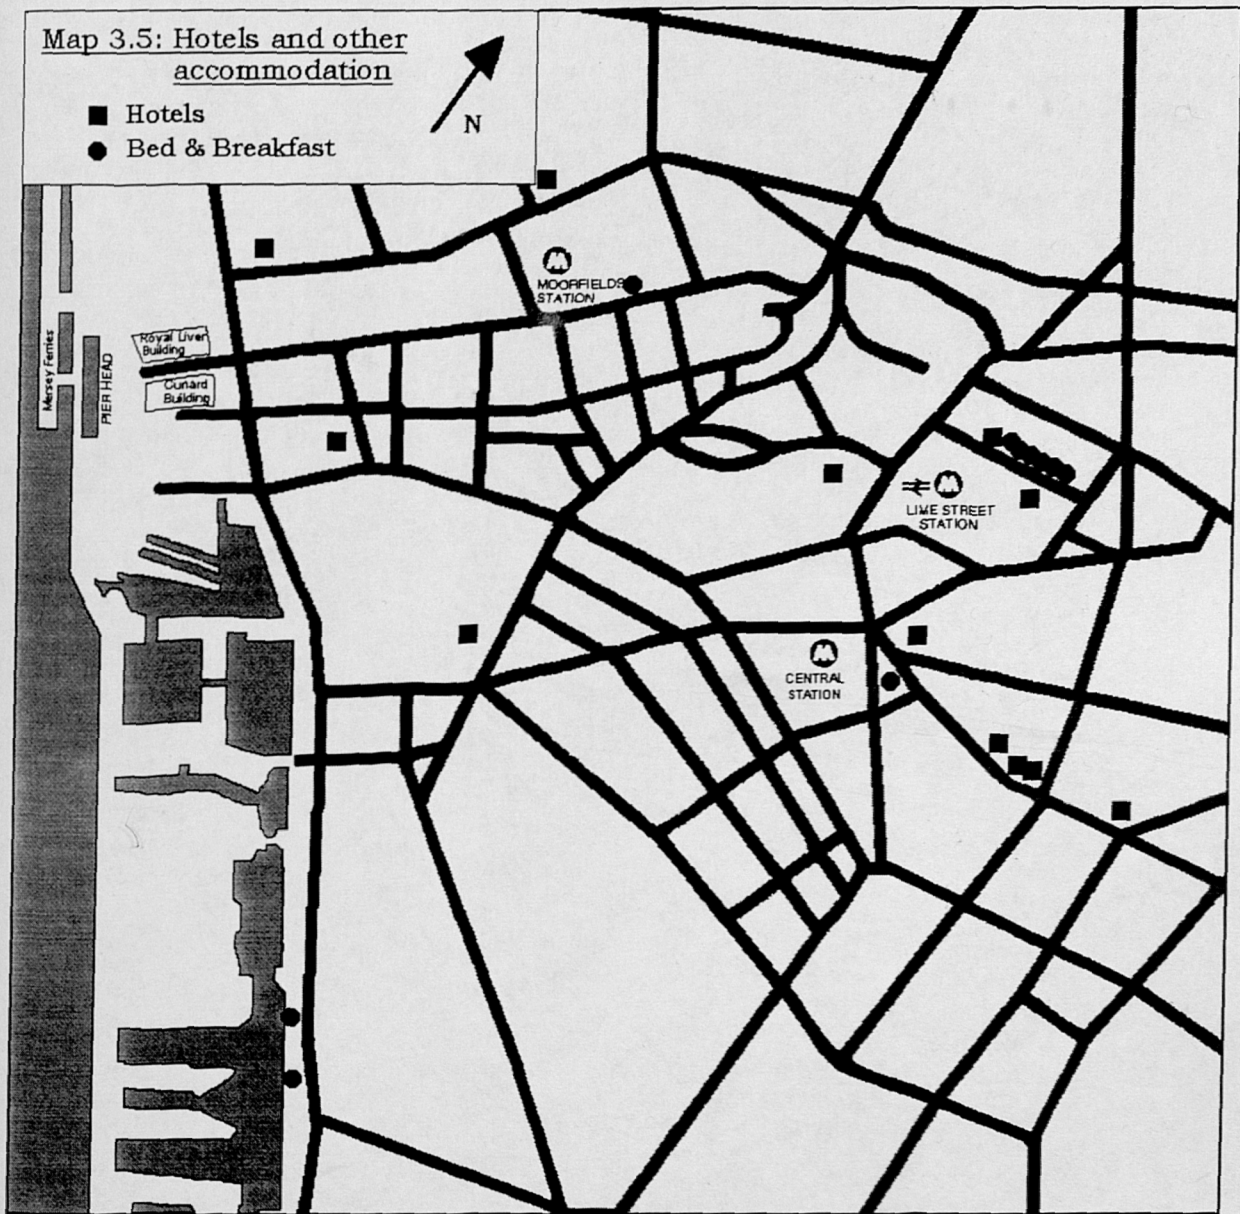 Map 3.5: Hotels and other
accommodation
Hotels
Bed & Breakfast
N
MOORFIELDS
STATION
Royal Liver
Building
Cunard
Building
Mersey Ferries
PIER HEAD
LIME STREET
STATION
CENTRAL
STATION